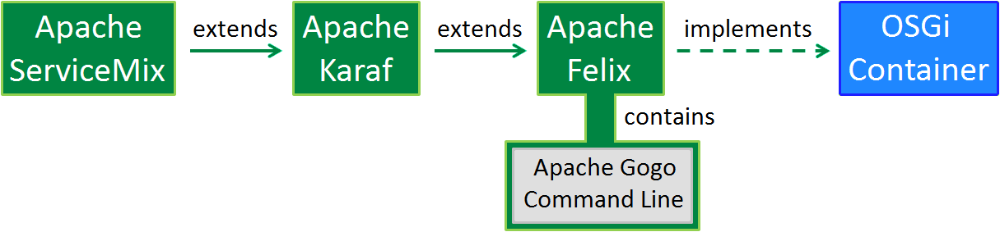 Apache
ServiceMix
extends
Apache
Karaf
extends
Apache
Felix
implements
OSGi
Container
contains
Apache Gogo
Command Line